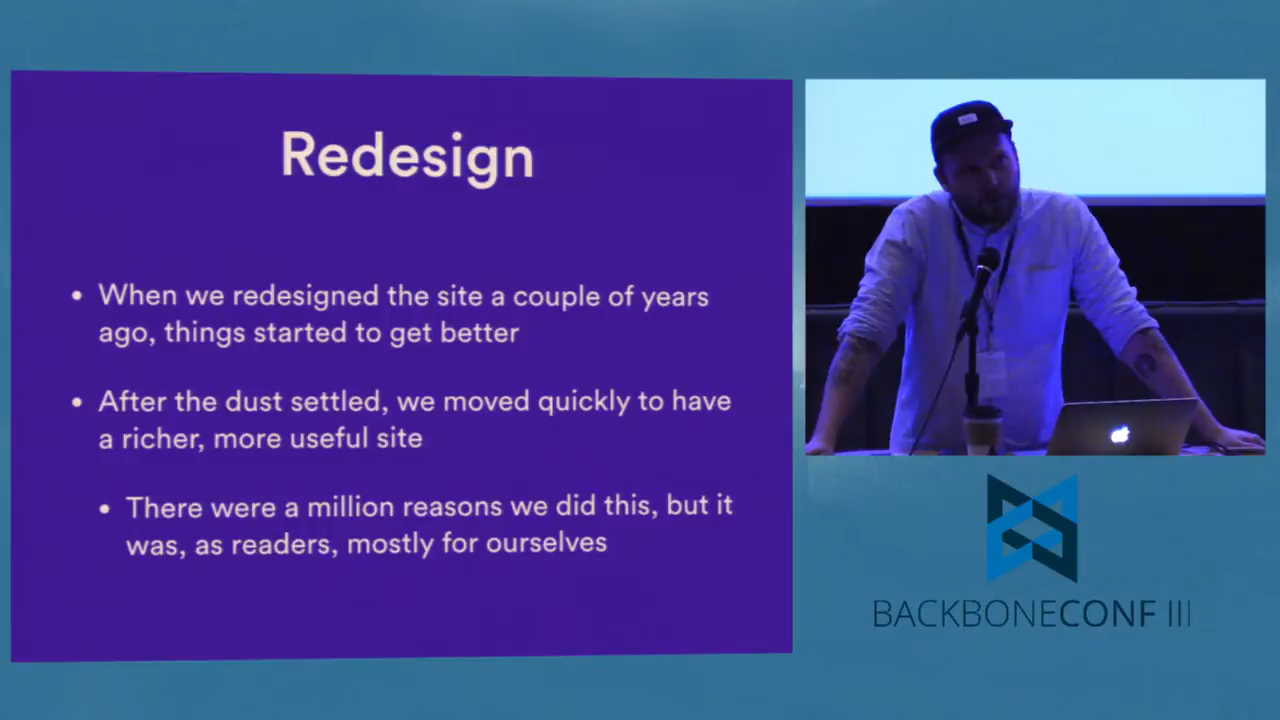 Redesign
• When we redesigned the site a couple of years
ago, things started to get better
• After the dust settled, we moved quickly to have
a richer, more useful site
• There were a million reasons we did this, but it
was, as readers, mostly for ourselves
BACKBONECONF III